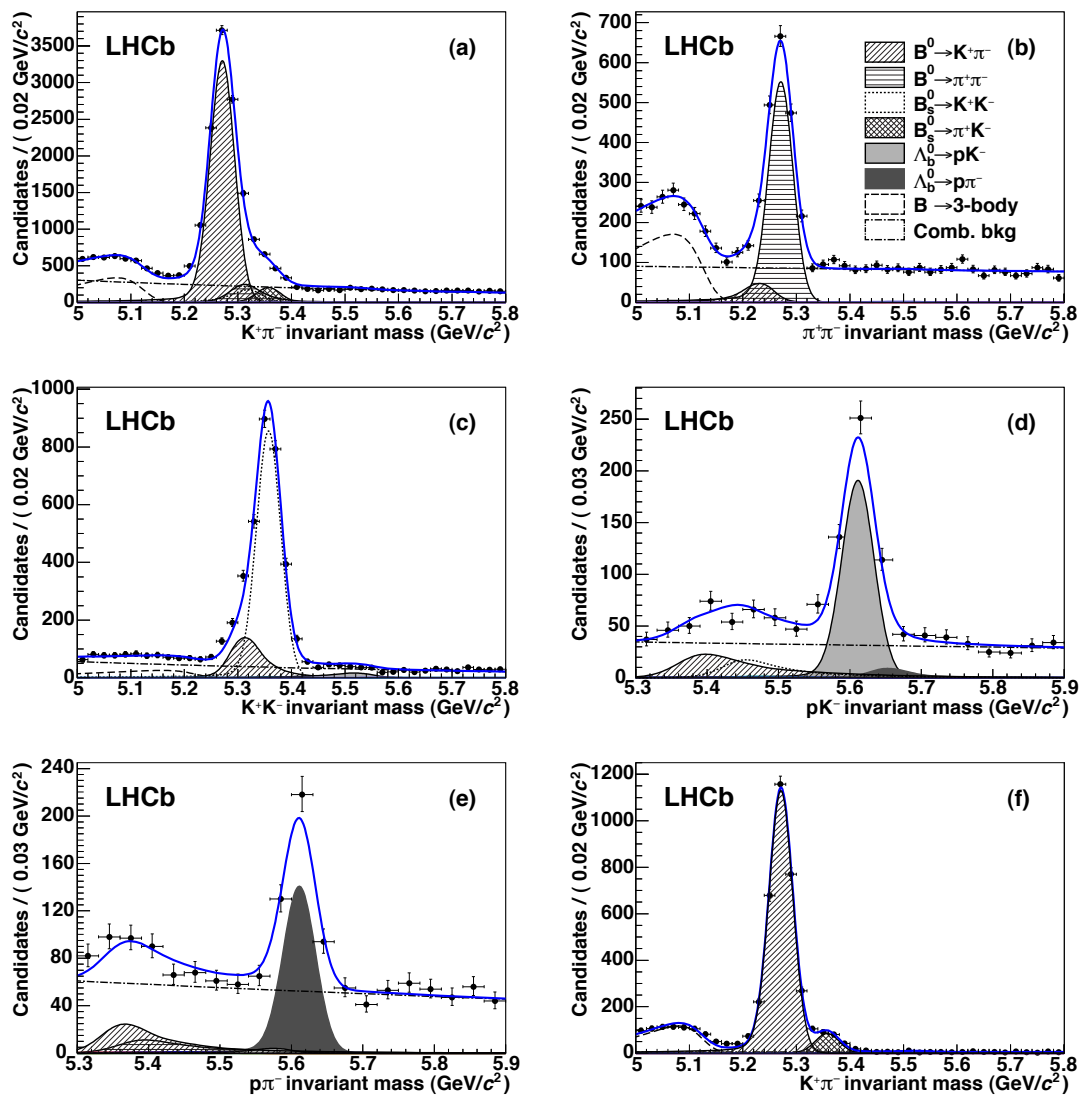 LHCb
(a)
Candidates / ( 0.02 GeV/c²)
0
500
1000
1500
2000
2500
3000
3500
5
5.1
5.2
5.3
5.4
5.5
5.6
5.7
5.8
K⁺π⁻ invariant mass (GeV/c²)
LHCb
(b)
Candidates / ( 0.02 GeV/c²)
0
100
200
300
400
500
600
700
B⁰→K⁺π⁻
B⁰→π⁺π⁻
B⁰ₛ→K⁺K⁻
B⁰ₛ→π⁺K⁻
Λ⁰_b→pK⁻
Λ⁰_b→pπ⁻
B →3-body
Comb. bkg
5
5.1
5.2
5.3
5.4
5.5
5.6
5.7
5.8
π⁺π⁻ invariant mass (GeV/c²)
LHCb
(c)
Candidates / ( 0.02 GeV/c²)
0
200
400
600
800
1000
5
5.1
5.2
5.3
5.4
5.5
5.6
5.7
5.8
K⁺K⁻ invariant mass (GeV/c²)
LHCb
(d)
Candidates / ( 0.03 GeV/c²)
0
50
100
150
200
250
5.3
5.4
5.5
5.6
5.7
5.8
5.9
pK⁻ invariant mass (GeV/c²)
LHCb
(e)
Candidates / ( 0.03 GeV/c²)
0
40
80
120
160
200
240
5.3
5.4
5.5
5.6
5.7
5.8
5.9
pπ⁻ invariant mass (GeV/c²)
LHCb
(f)
Candidates / ( 0.02 GeV/c²)
0
200
400
600
800
1000
1200
5
5.1
5.2
5.3
5.4
5.5
5.6
5.7
5.8
K⁺π⁻ invariant mass (GeV/c²)